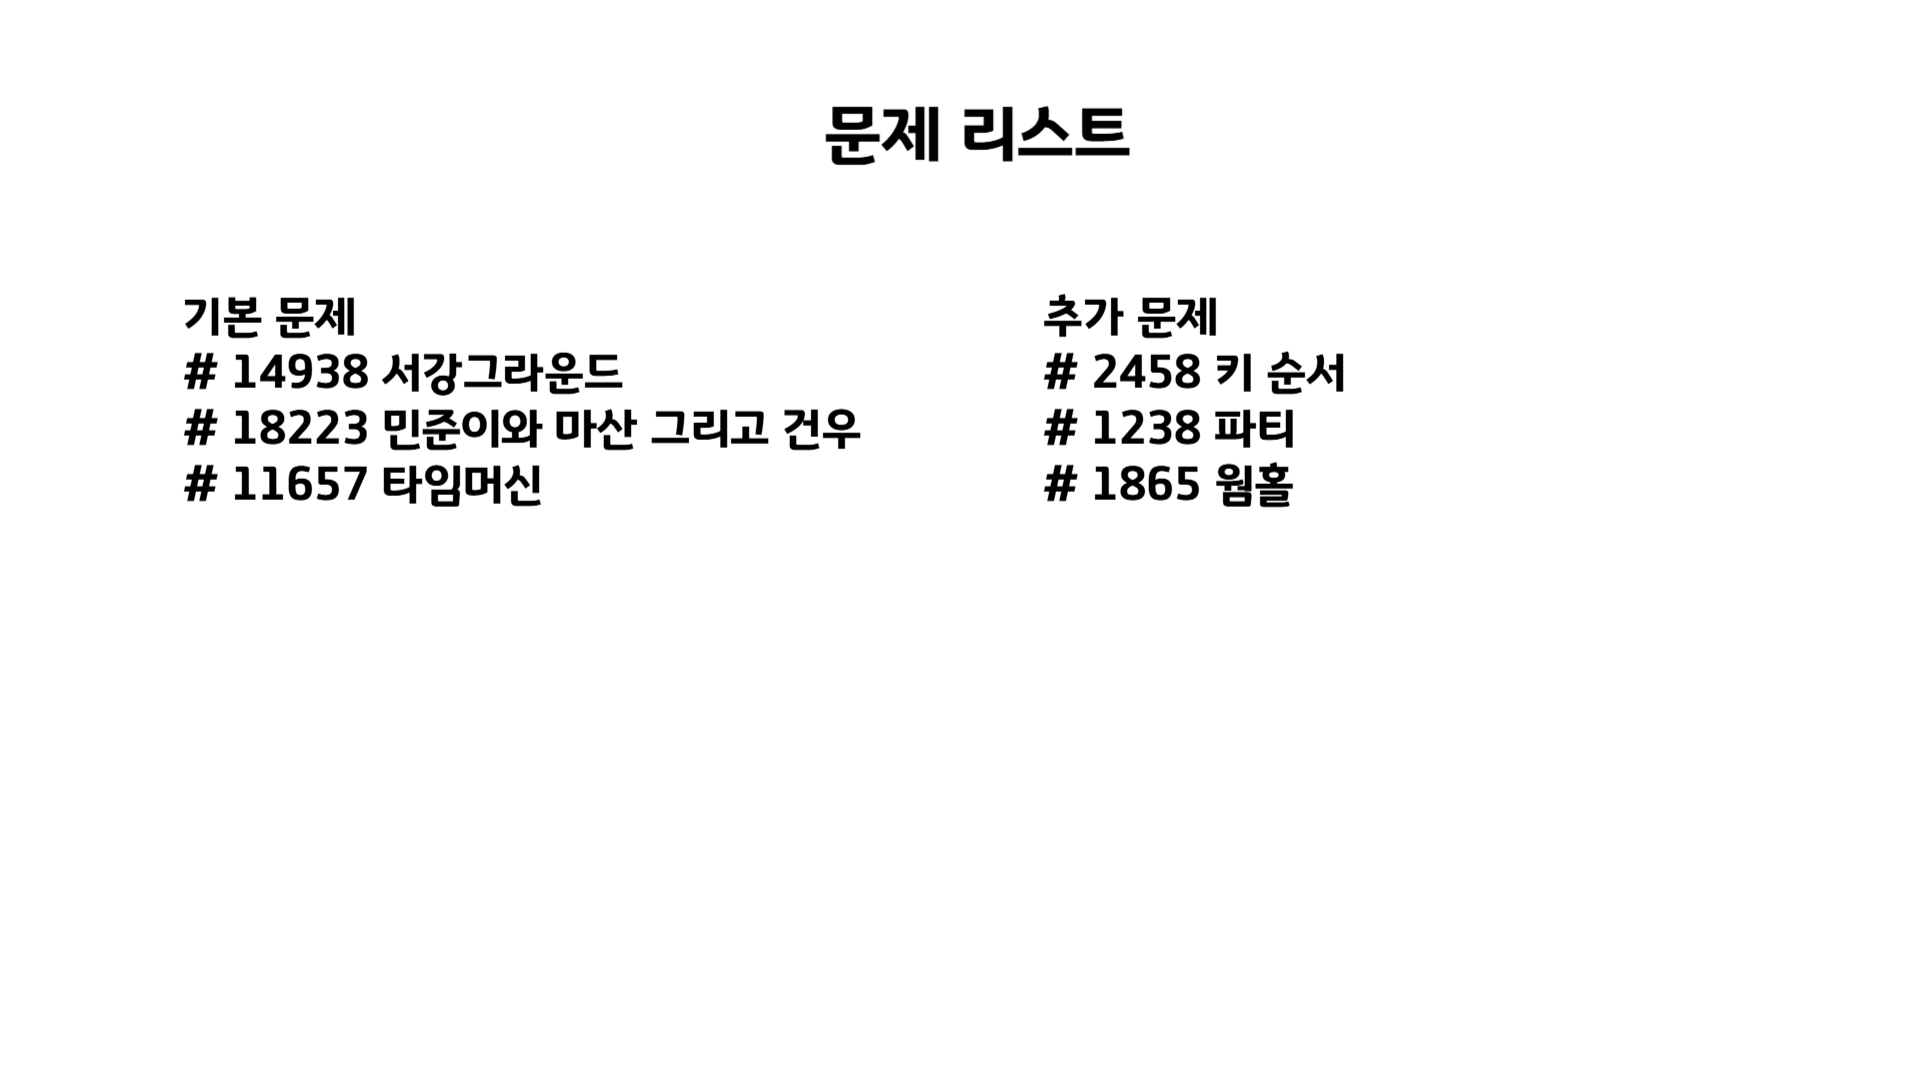 문제 리스트
기본 문제
# 14938 서강그라운드
# 18223 민준이와 마산 그리고 건우
# 11657 타임머신
추가 문제
# 2458 키 순서
# 1238 파티
# 1865 웜홀